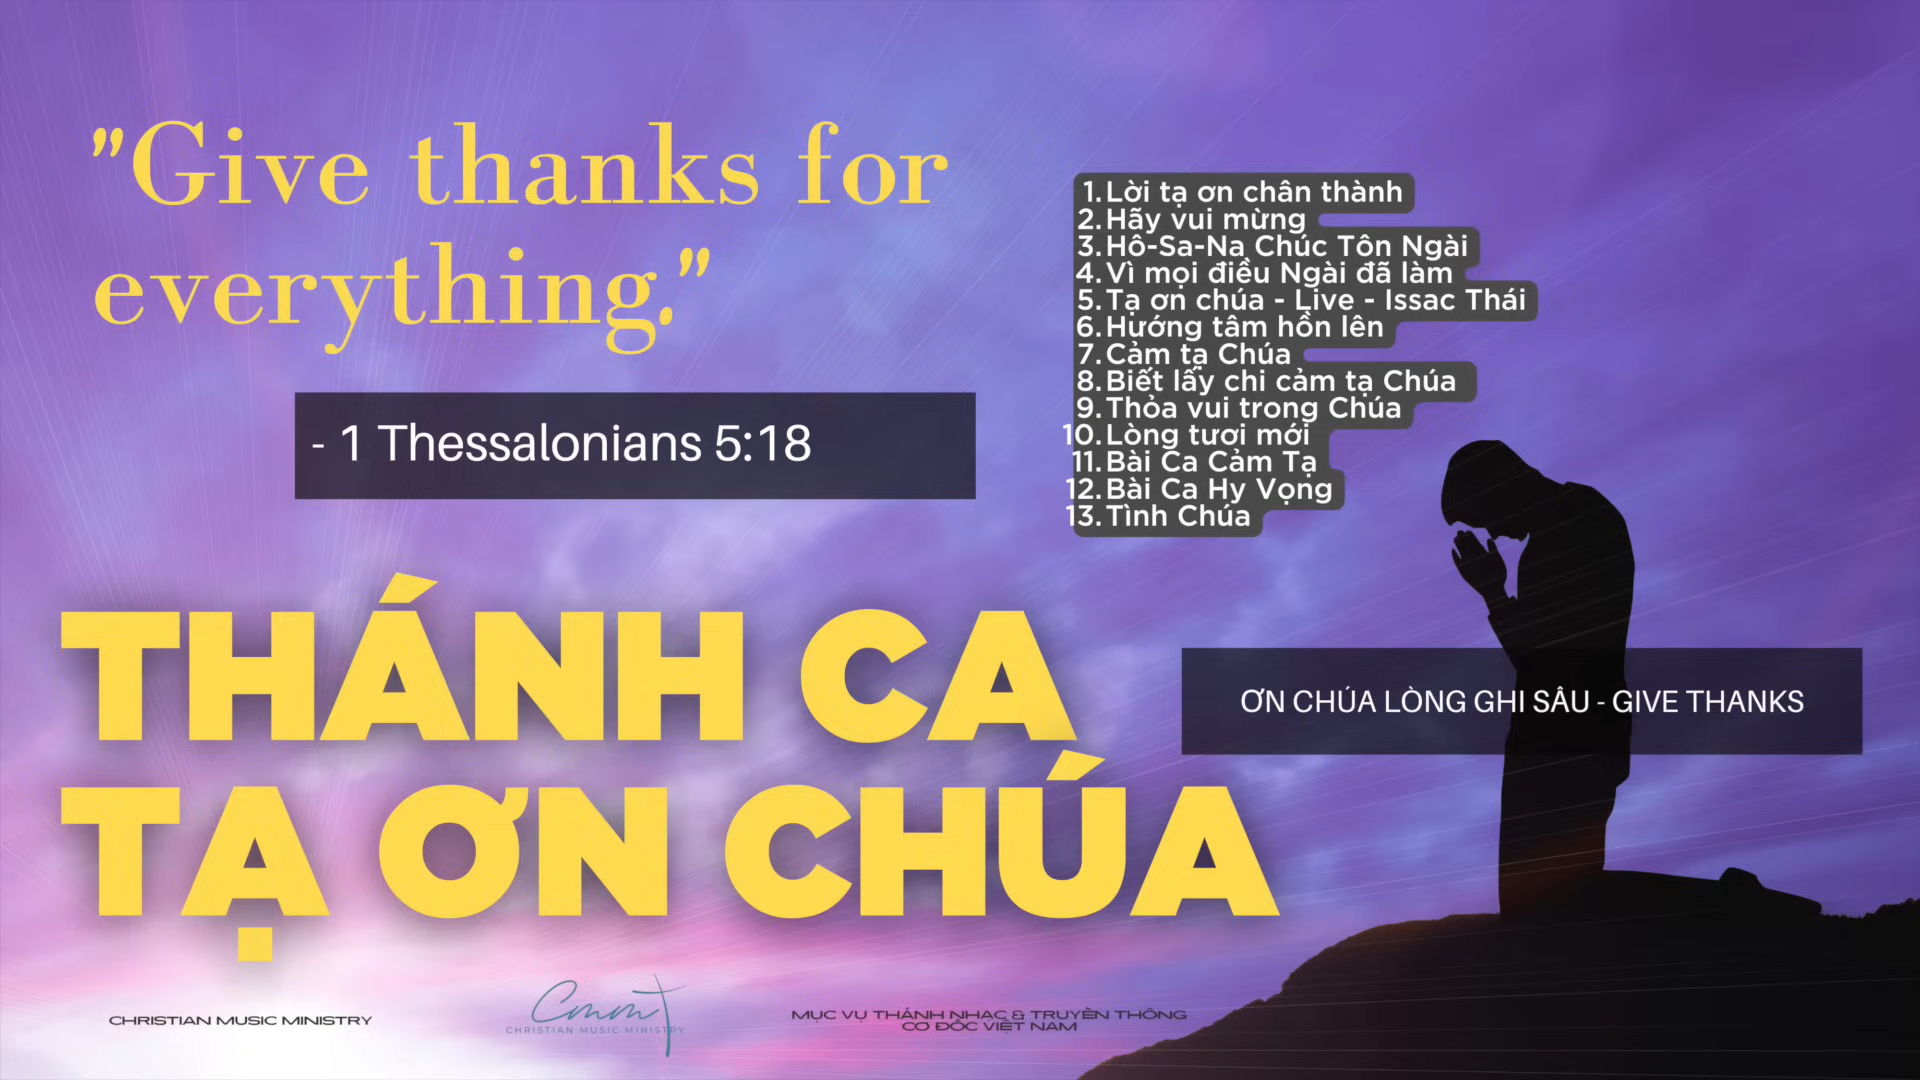 "Give thanks for
everything."
- 1 Thessalonians 5:18
1. Lời tạ ơn chân thành
2. Hãy vui mừng
3. Hô-Sa-Na Chúc Tôn Ngài
4. Vì mọi điều Ngài đã làm
5. Tạ ơn chúa - Live - Issac Thái
6. Hướng tâm hồn lên
7. Cảm tạ Chúa
8. Biết lấy chi cảm tạ Chúa
9. Thỏa vui trong Chúa
10. Lòng tươi mới
11. Bài Ca Cảm Tạ
12. Bài Ca Hy Vọng
13. Tình Chúa
THÁNH CA
TẠ ƠN CHÚA
ƠN CHÚA LÒNG GHI SÂU - GIVE THANKS
CHRISTIAN MUSIC MINISTRY
Cmm
CHRISTIAN MUSIC MINISTRY
MỤC VỤ THÁNH NHẠC & TRUYỀN THÔNG
CƠ ĐỐC VIỆT NAM